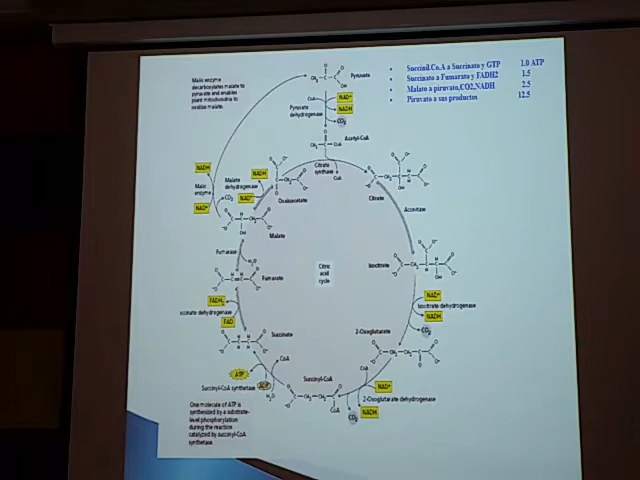 Succinil.Co.A a Succinato y GTP 1.0 ATP
Succinato a Fumarato y FADH2 1.5
Malato a piruvato,CO2,NADH 2.5
Piruvato a sus productos 12.5
Malic enzyme
decarboxylates malate to
pyruvate and enables
plant mitochondria to
oxidize malate.
Pyruvate
CoA
NAD+
Pyruvate
dehydrogenase
NADH
CO2
Acetyl-CoA
Citrate
synthase
CoA
NADH
Malate
dehydrogenase
NADH
Malic
enzyme
CO2
NAD+
NAD+
Oxaloacetate
Citrate
Aconitase
Malate
Fumarase
H2O
Fumarate
Citric
acid
cycle
Isocitrate
NAD+
Isocitrate dehydrogenase
NADH
CO2
FADH2
FAD
Succinate
2-Oxoglutarate
CoA
ATP
ADP
Succinyl-CoA synthetase
Succinyl-CoA
CoA
NAD+
2-Oxoglutarate dehydrogenase
CoA
CO2
NADH
One molecule of ATP is
synthesized by a substrate-
level phosphorylation
during the reaction
catalyzed by succinyl-CoA
synthetase